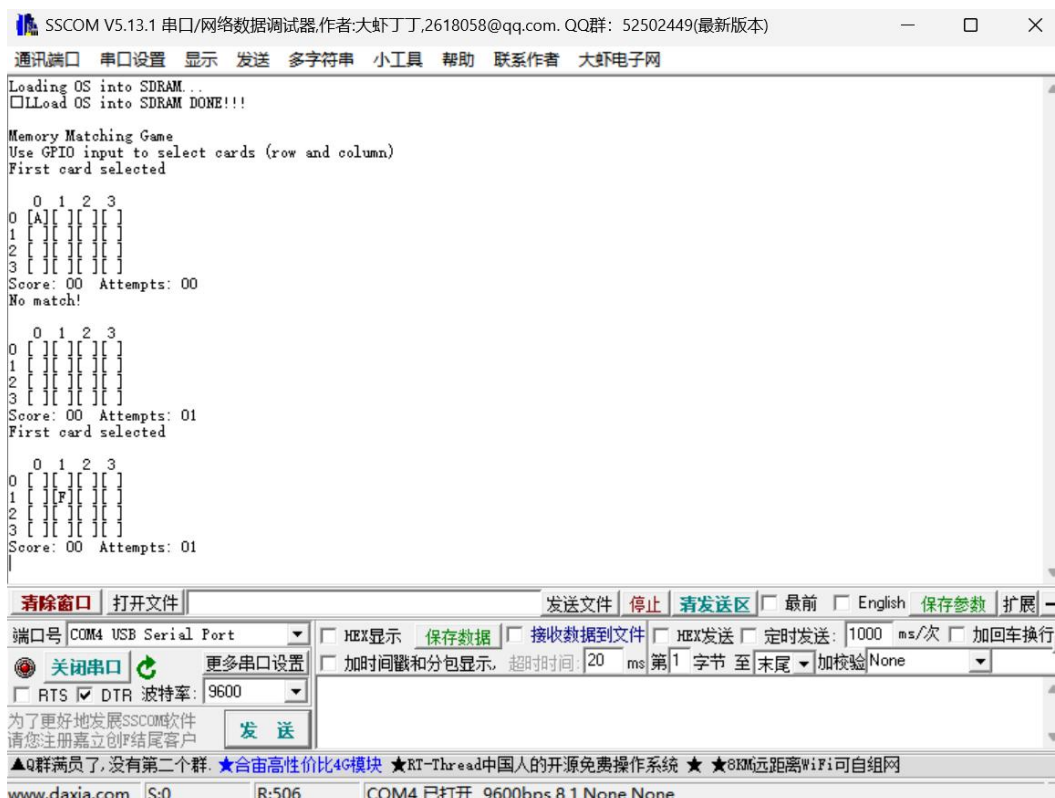 SSCOM V5.13.1 串口/网络数据调试器,作者:大虾丁丁,2618058@qq.com. QQ群：52502449(最新版本)
通讯端口 串口设置 显示 发送 多字符串 小工具 帮助 联系作者 大虾电子网
Loading OS into SDRAM...
□LLoad OS into SDRAM DONE!!!
Memory Matching Game
Use GPIO input to select cards (row and column)
First card selected
0 1 2 3
0 [A][ ][ ][ ]
1 [ ][ ][ ][ ]
2 [ ][ ][ ][ ]
3 [ ][ ][ ][ ]
Score: 00 Attempts: 00
No match!
0 1 2 3
0 [ ][ ][ ][ ]
1 [ ][ ][ ][ ]
2 [ ][ ][ ][ ]
3 [ ][ ][ ][ ]
Score: 00 Attempts: 01
First card selected
0 1 2 3
0 [ ][ ][ ][ ]
1 [ ][F][ ][ ]
2 [ ][ ][ ][ ]
3 [ ][ ][ ][ ]
Score: 00 Attempts: 01
清除窗口 打开文件 发送文件 停止 清发送区 最前 English 保存参数 扩展 —
端口号 COM4 USB Serial Port HEX显示 保存数据 接收数据到文件 HEX发送 定时发送: 1000 ms/次 加回车换行
关闭串口 更多串口设置 加时间戳和分包显示, 超时时间: 20 ms 第 1 字节 至 末尾 加校验 None
RTS DTR 波特率: 9600
为了更好地发展SSCOM软件
请您注册嘉立创F结尾客户
发 送
▲Q群满员了,没有第二个群. ★合宙高性价比4G模块 ★RT-Thread中国人的开源免费操作系统 ★ ★8KM远距离WiFi可自组网
www.daxia.com S:0 R:506 COM4 已打开 9600bps,8,1,None,None